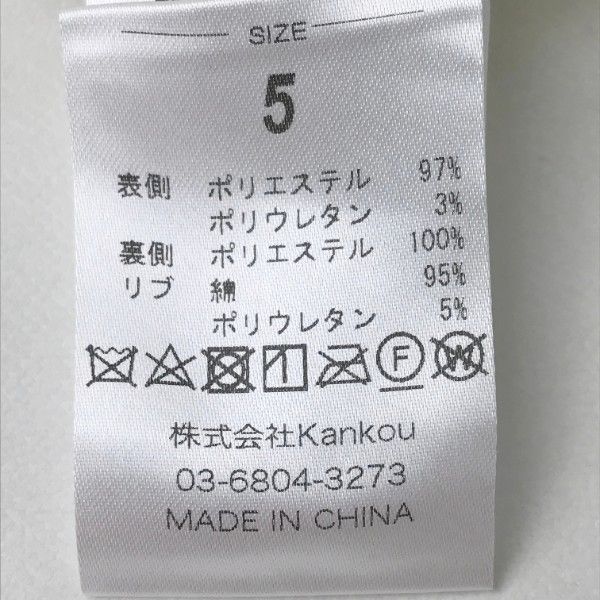 SIZE
5
表側 ポリエステル 97%
ポリウレタン 3%
裏側 ポリエステル 100%
リブ 綿 95%
ポリウレタン 5%
F W
株式会社Kankou
03-6804-3273
MADE IN CHINA